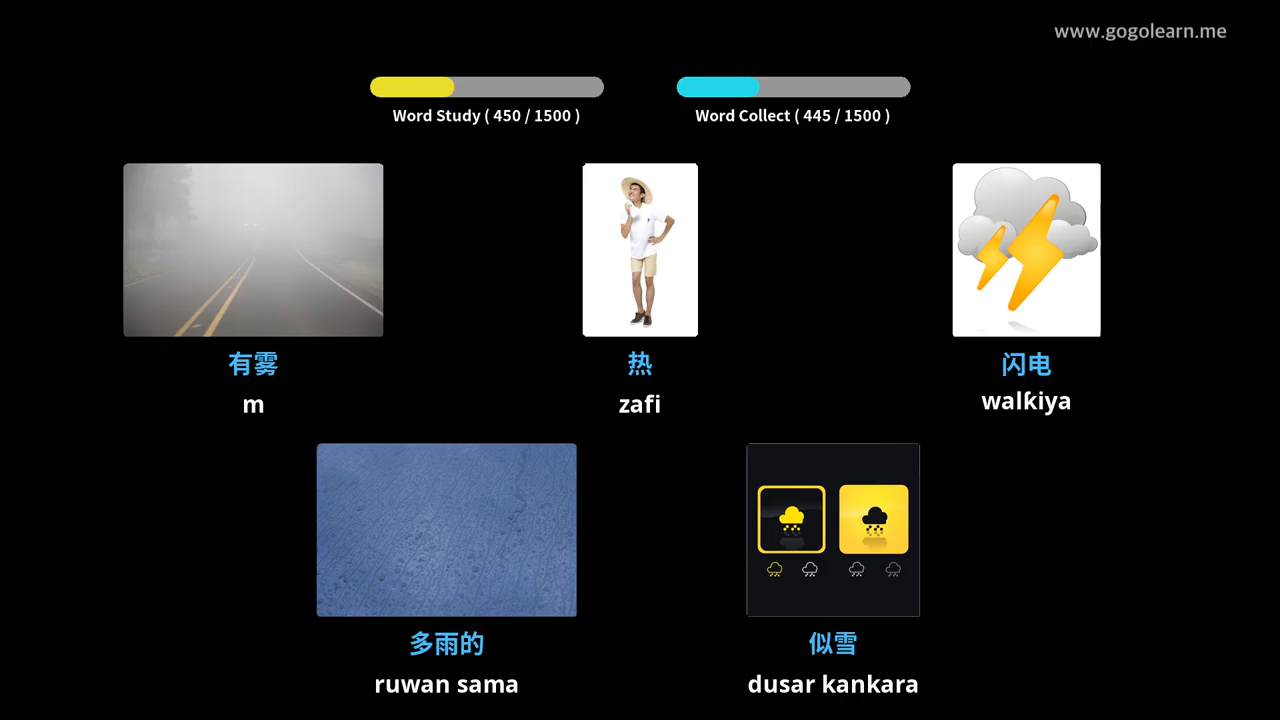 www.gogolearn.me
Word Study ( 450 / 1500 )
Word Collect ( 445 / 1500 )
有雾
m
热
zafi
闪电
walƙiya
多雨的
ruwan sama
似雪
dusar ƙanƙara